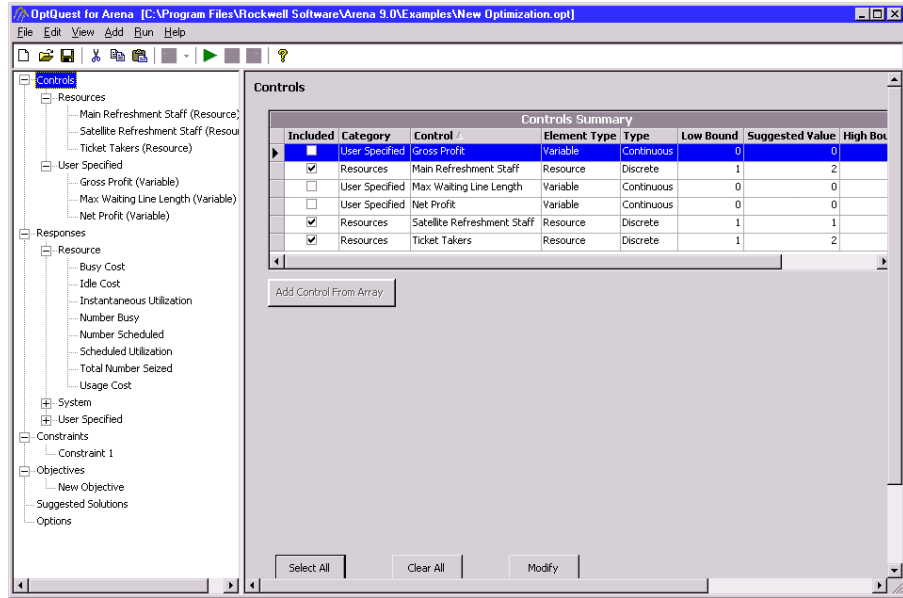 OptQuest for Arena [C:\Program Files\Rockwell Software\Arena 9.0\Examples\New Optimization.opt]
File Edit View Add Run Help
Controls
Resources
Main Refreshment Staff (Resource)
Satellite Refreshment Staff (Resou
Ticket Takers (Resource)
User Specified
Gross Profit (Variable)
Max Waiting Line Length (Variable)
Net Profit (Variable)
Responses
Resource
Busy Cost
Idle Cost
Instantaneous Utilization
Number Busy
Number Scheduled
Scheduled Utilization
Total Number Seized
Usage Cost
System
User Specified
Constraints
Constraint 1
Objectives
New Objective
Suggested Solutions
Options
Controls
Controls Summary
Included Category Control Element Type Type Low Bound Suggested Value High Bou
User Specified Gross Profit Variable Continuous 0 0
Resources Main Refreshment Staff Resource Discrete 1 2
User Specified Max Waiting Line Length Variable Continuous 0 0
User Specified Net Profit Variable Continuous 0 0
Resources Satellite Refreshment Staff Resource Discrete 1 1
Resources Ticket Takers Resource Discrete 1 2
Add Control From Array
Select All Clear All Modify